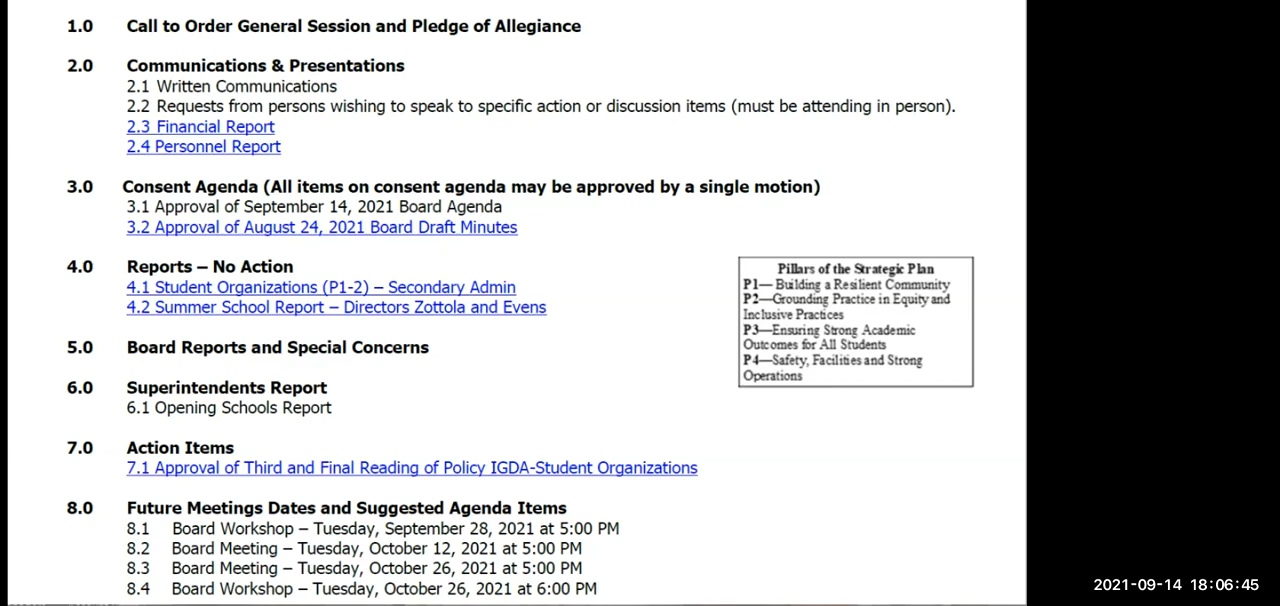 1.0 Call to Order General Session and Pledge of Allegiance
2.0 Communications & Presentations
2.1 Written Communications
2.2 Requests from persons wishing to speak to specific action or discussion items (must be attending in person).
2.3 Financial Report
2.4 Personnel Report
3.0 Consent Agenda (All items on consent agenda may be approved by a single motion)
3.1 Approval of September 14, 2021 Board Agenda
3.2 Approval of August 24, 2021 Board Draft Minutes
4.0 Reports – No Action
4.1 Student Organizations (P1-2) – Secondary Admin
4.2 Summer School Report – Directors Zottola and Evens
Pillars of the Strategic Plan
P1— Building a Resilient Community
P2—Grounding Practice in Equity and
Inclusive Practices
P3—Ensuring Strong Academic
Outcomes for All Students
P4—Safety, Facilities and Strong
Operations
5.0 Board Reports and Special Concerns
6.0 Superintendents Report
6.1 Opening Schools Report
7.0 Action Items
7.1 Approval of Third and Final Reading of Policy IGDA-Student Organizations
8.0 Future Meetings Dates and Suggested Agenda Items
8.1 Board Workshop – Tuesday, September 28, 2021 at 5:00 PM
8.2 Board Meeting – Tuesday, October 12, 2021 at 5:00 PM
8.3 Board Meeting – Tuesday, October 26, 2021 at 5:00 PM
8.4 Board Workshop – Tuesday, October 26, 2021 at 6:00 PM
2021-09-14 18:06:45